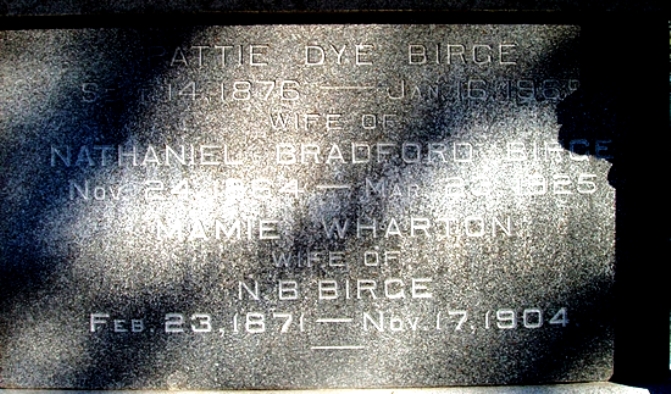 ATTIE DYE BIRGE
14, 1876 — JAN. 16,
WIFE OF
NATHANIEL BRADFORD BIRGE
NOV. 24, — MAR. 1925
MAMIE WHARTON
WIFE OF
N. B. BIRGE
FEB. 23, 1871 — NOV. 17, 1904